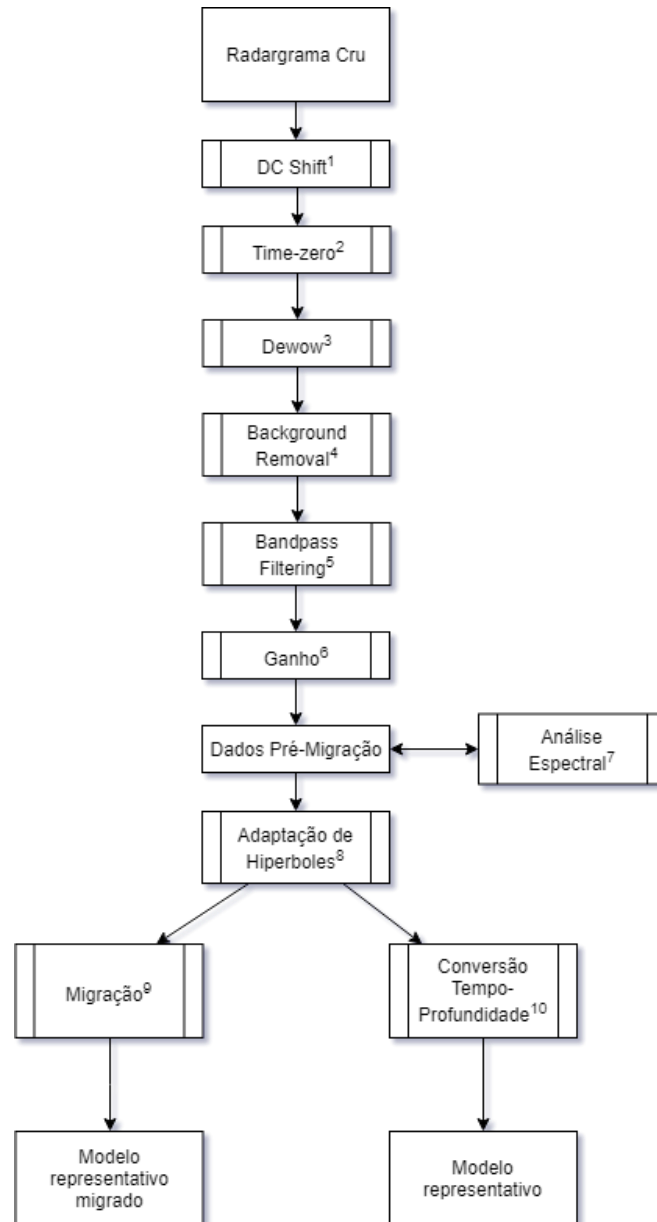 Radargrama Cru
DC Shift¹
Time-zero²
Dewow³
Background
Removal⁴
Bandpass
Filtering⁵
Ganho⁶
Dados Pré-Migração
Análise
Espectral⁷
Adaptação de
Hiperboles⁸
Migração⁹
Conversão
Tempo-
Profundidade¹⁰
Modelo
representativo
migrado
Modelo
representativo